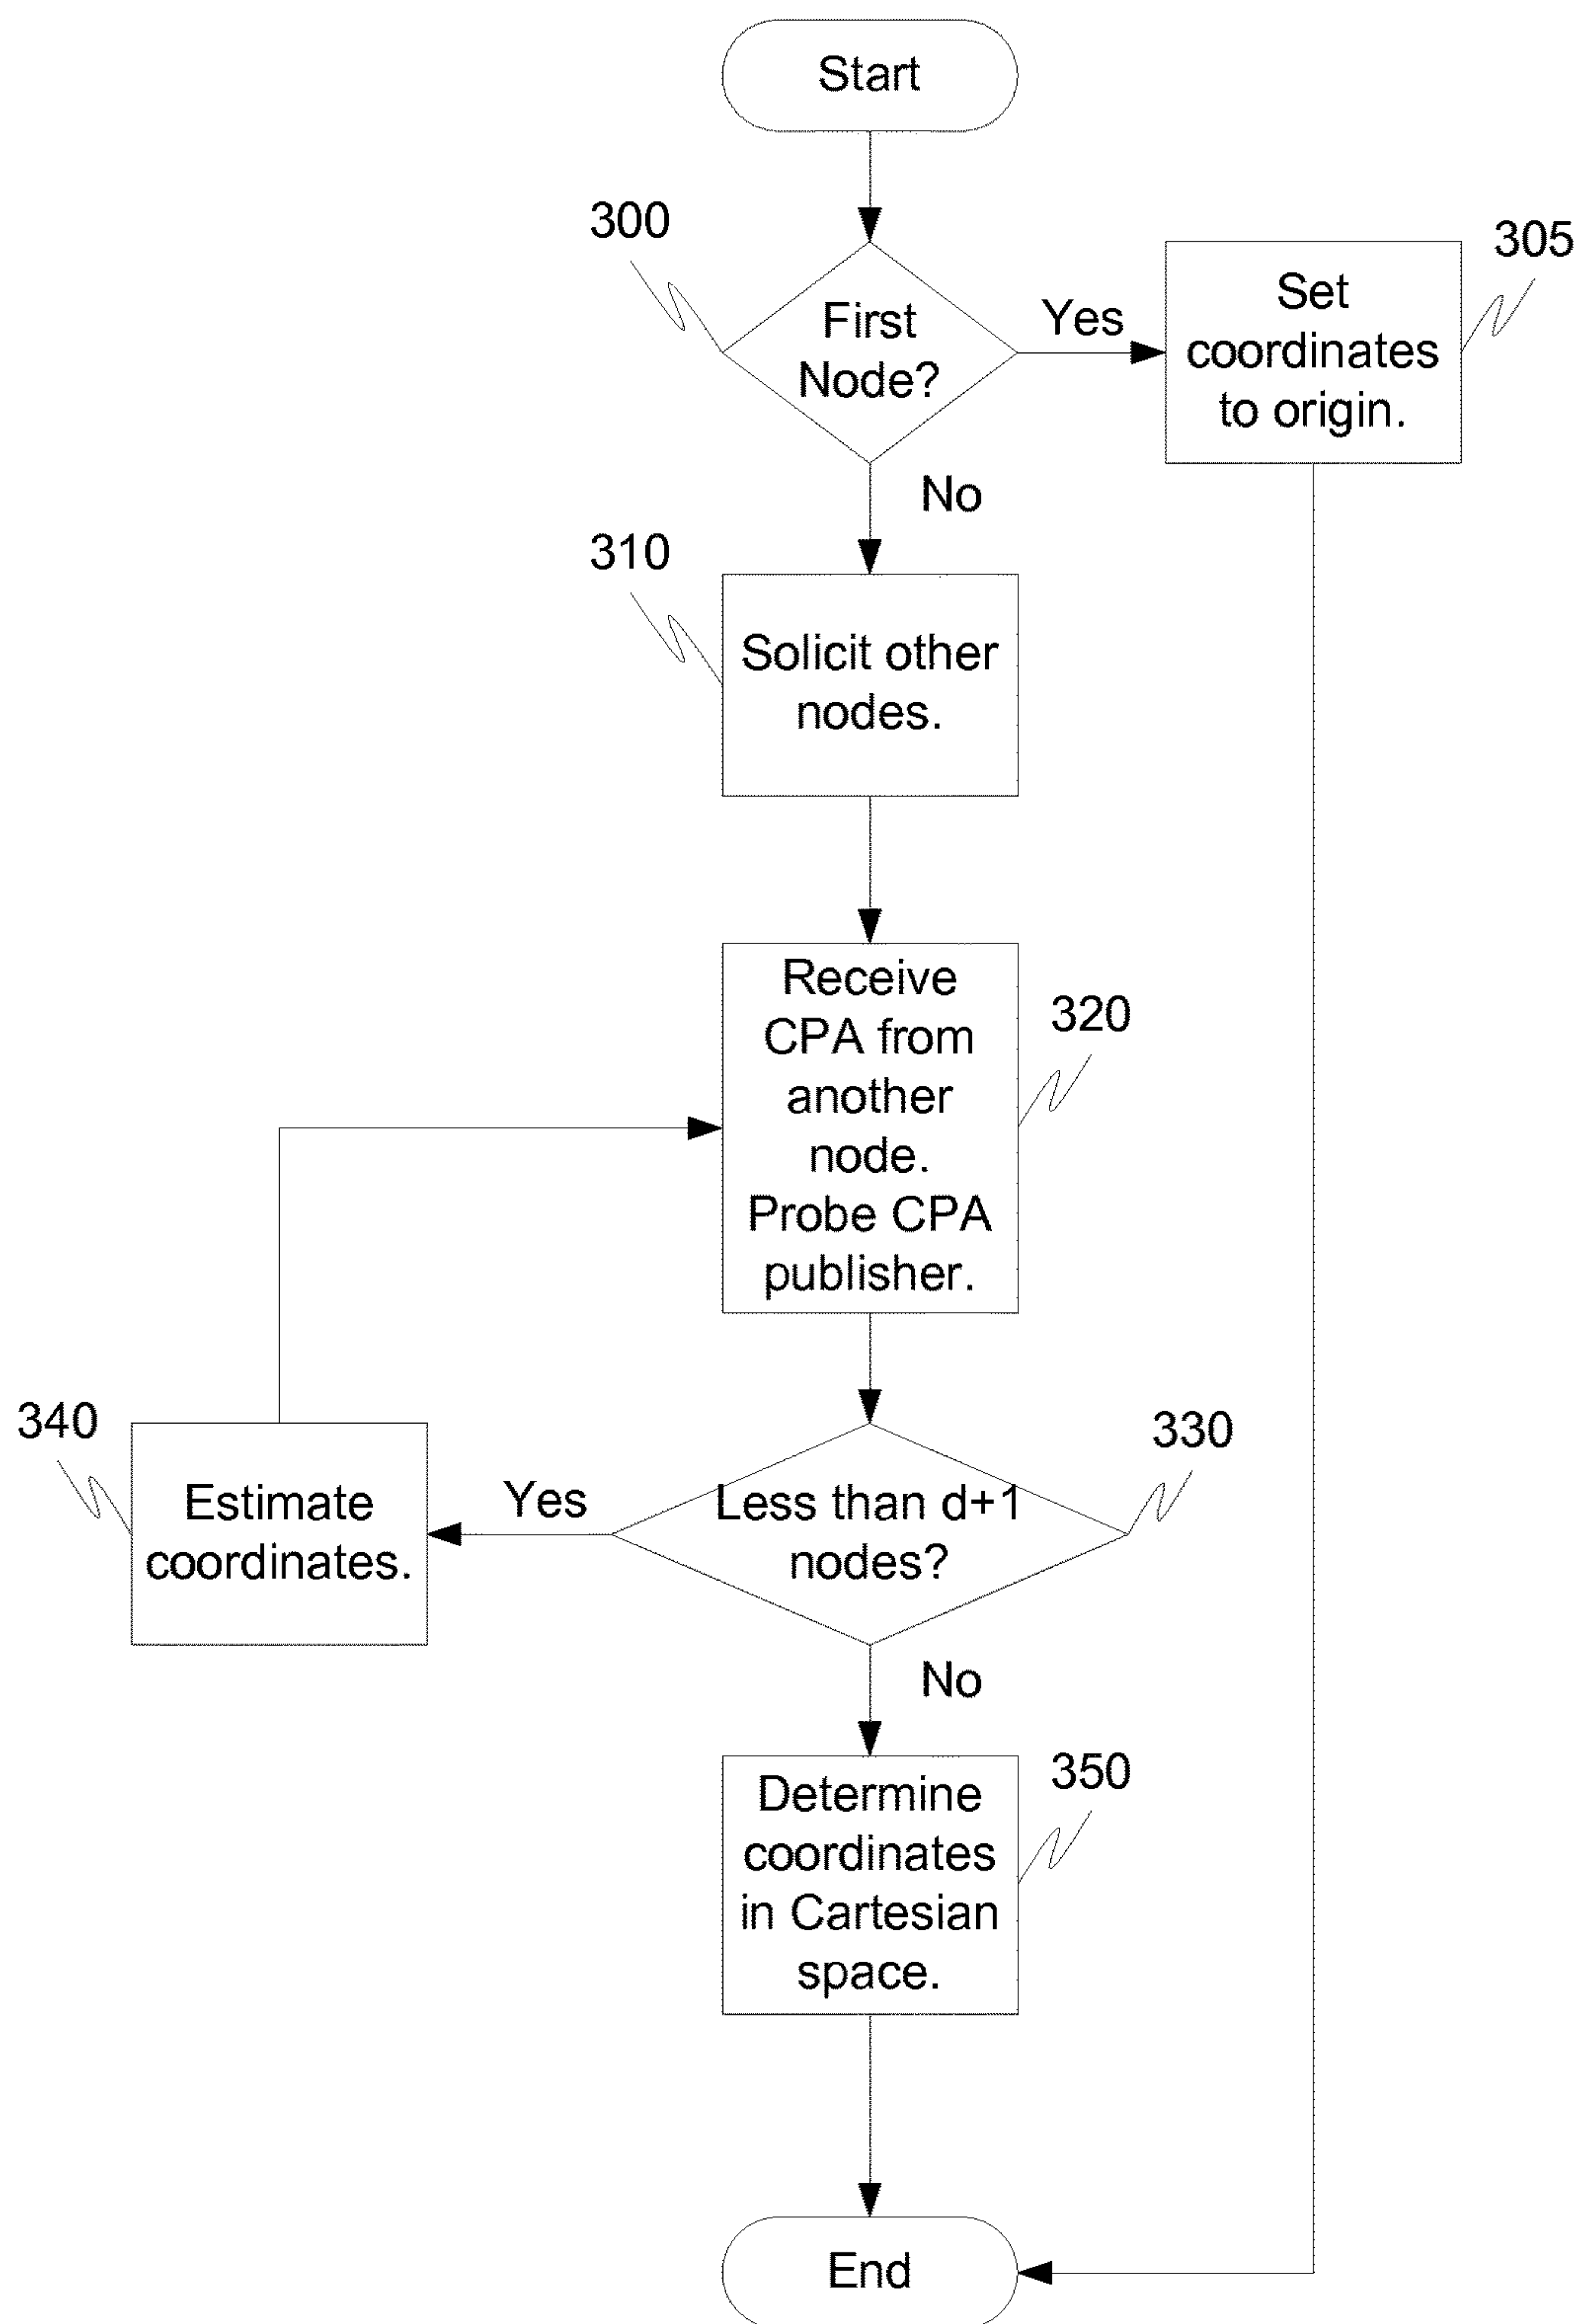 Start
300
First
Node?
Yes
305
Set
coordinates
to origin.
No
310
Solicit other
nodes.
Receive
CPA from
another
node.
Probe CPA
publisher.
320
340
Estimate
coordinates.
Yes
Less than d+1
nodes?
330
No
Determine
coordinates
in Cartesian
space.
350
End